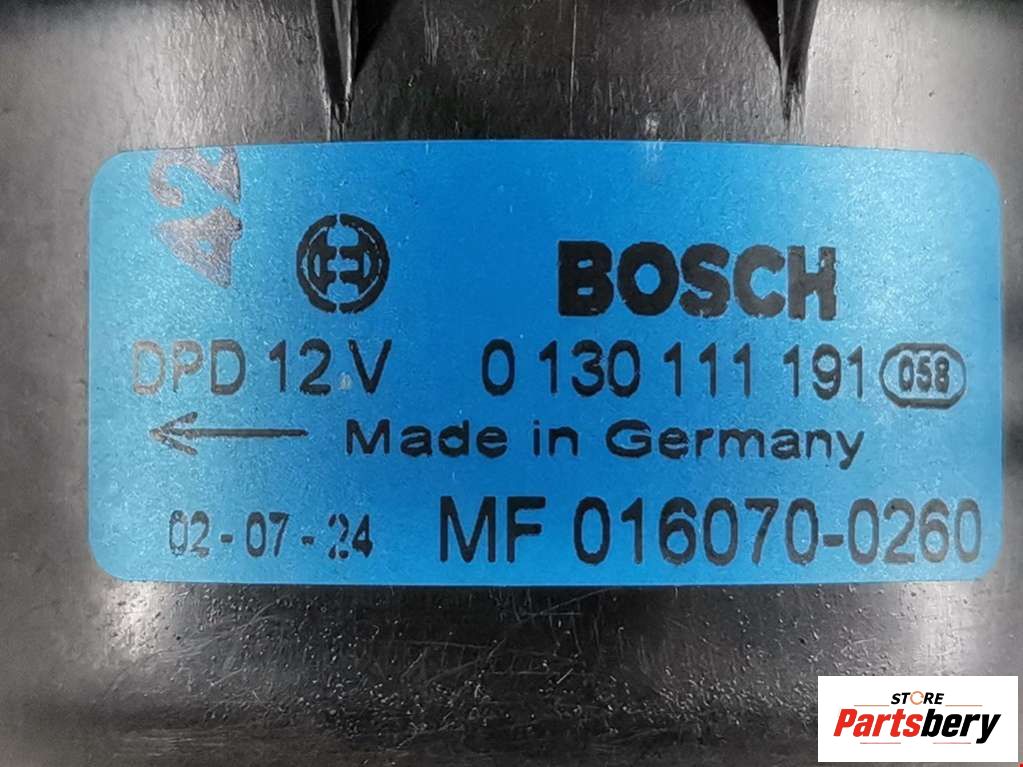 42
BOSCH
DPD 12 V 0 130 111 191 058
Made in Germany
02-07-24 MF 016070-0260
STORE
Partsbery